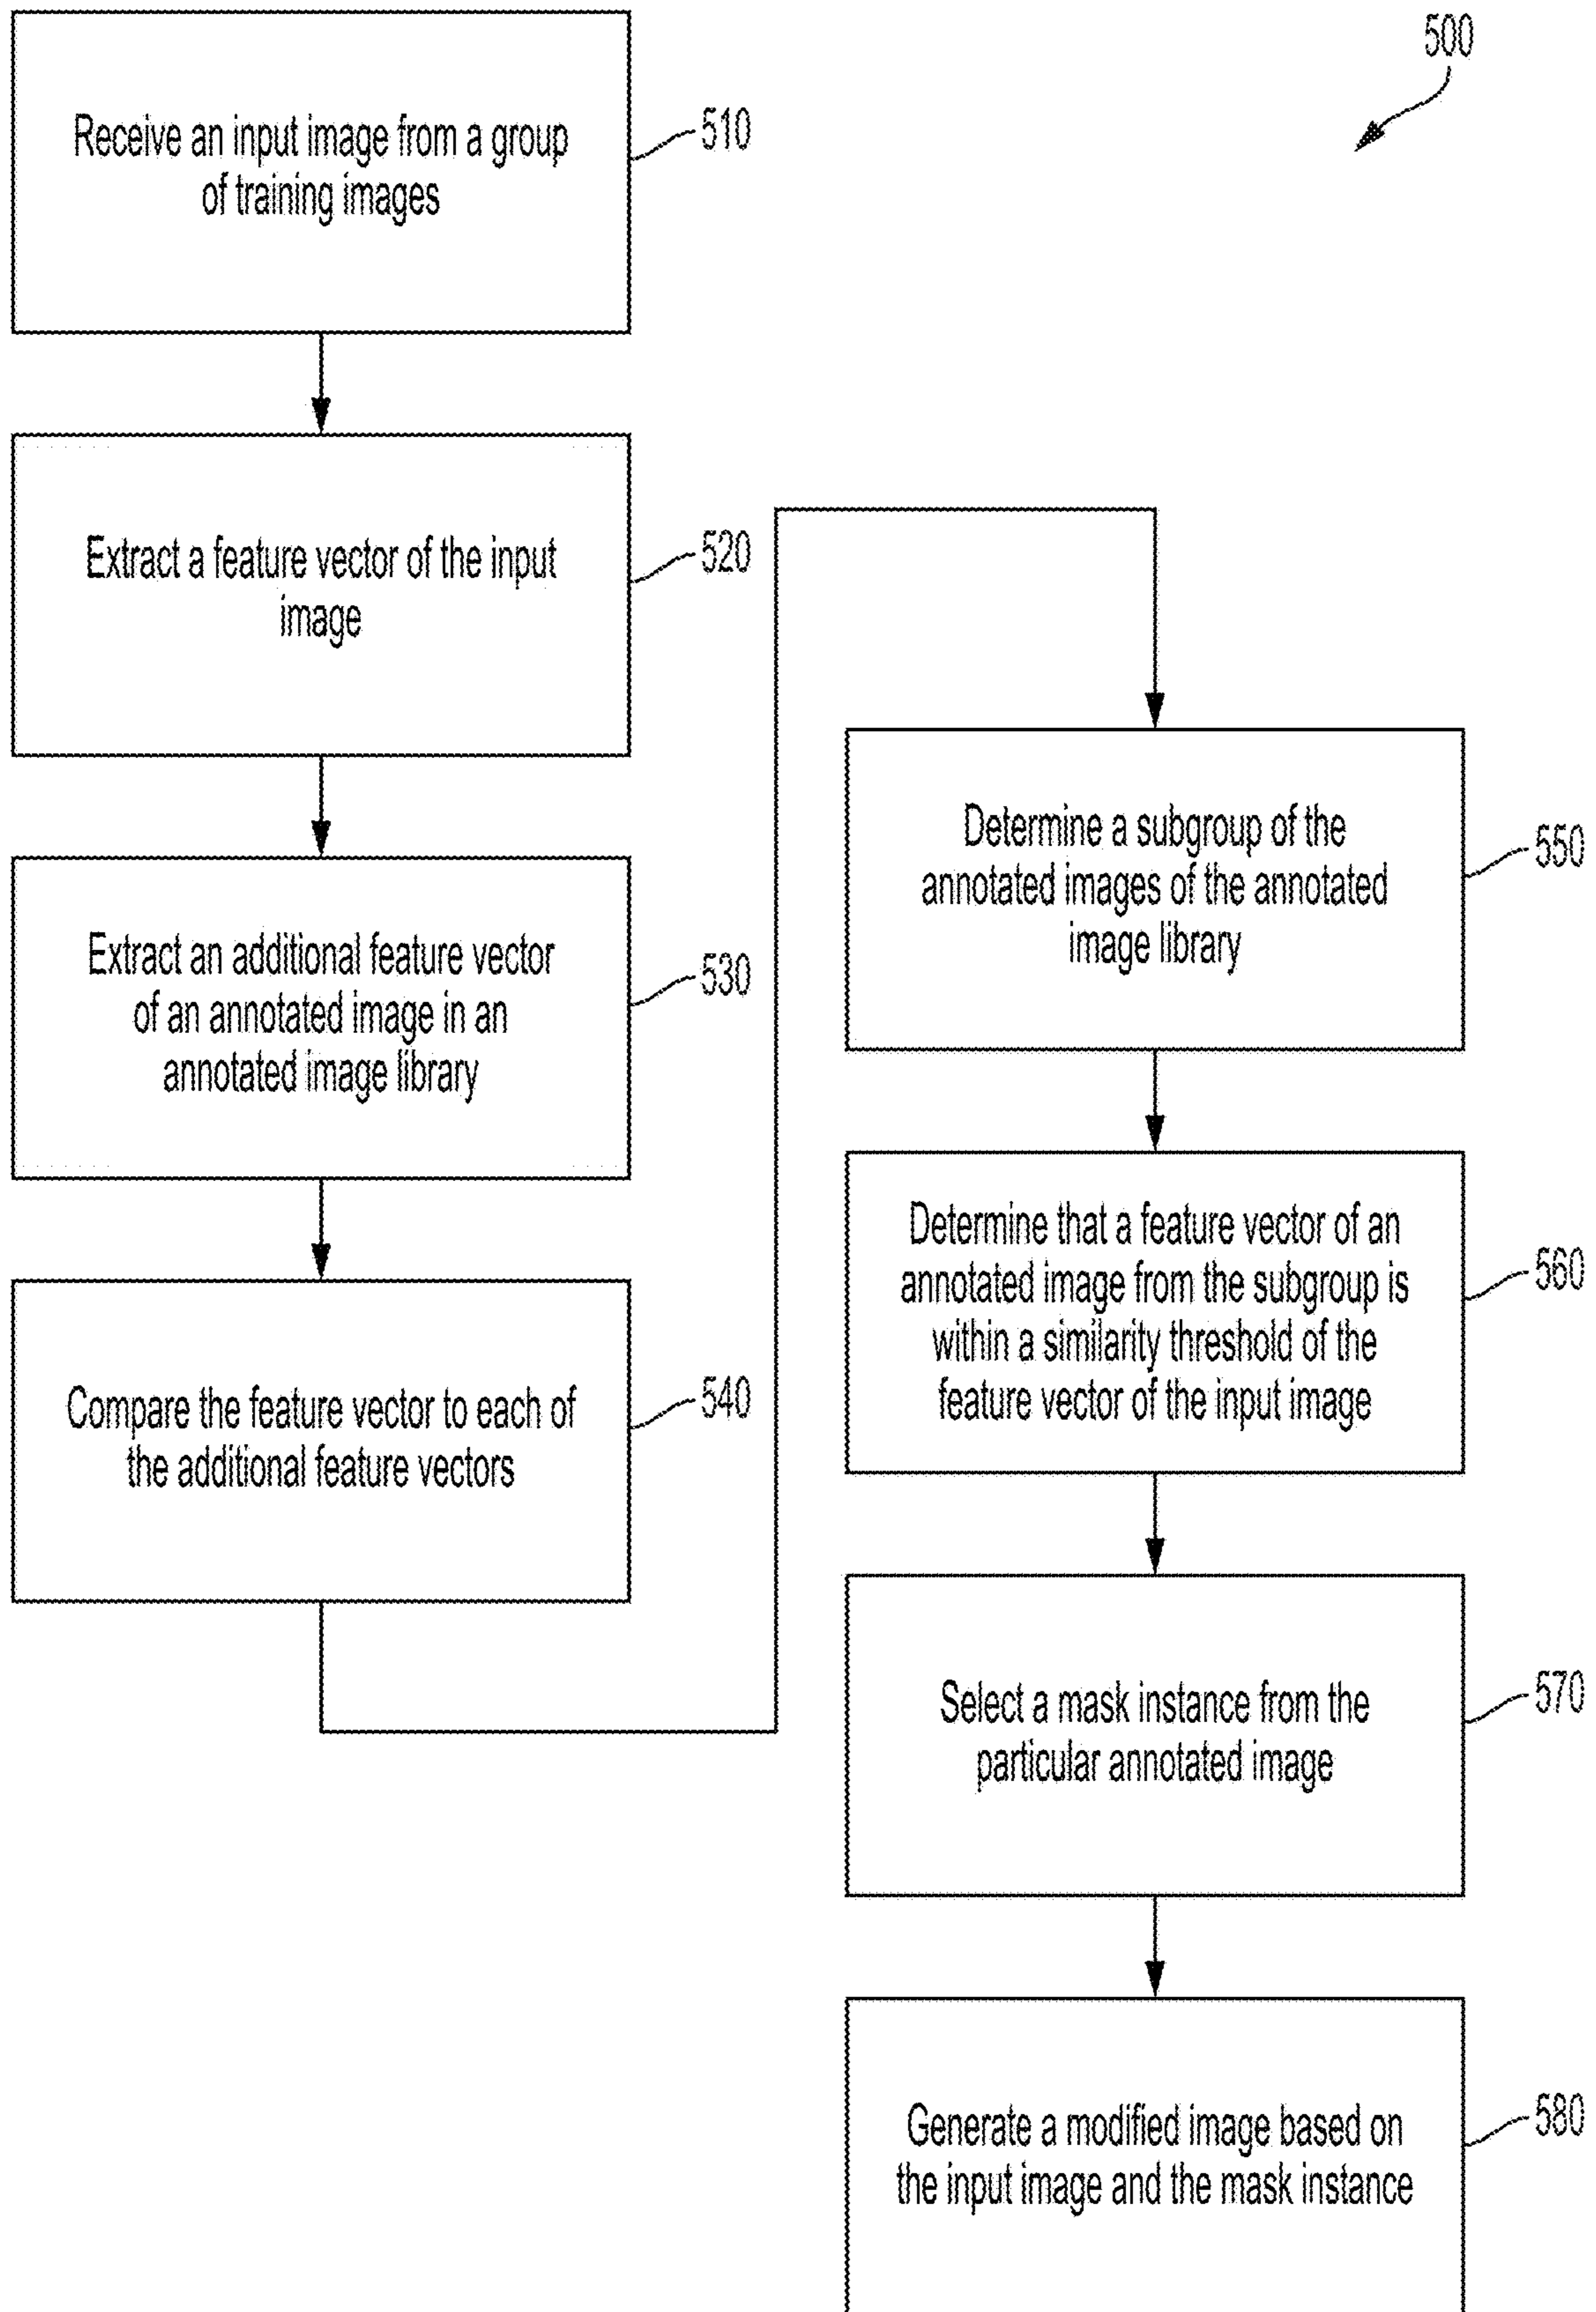 500
Receive an input image from a group
of training images
510
Extract a feature vector of the input
image
520
Extract an additional feature vector
of an annotated image in an
annotated image library
530
Compare the feature vector to each of
the additional feature vectors
540
Determine a subgroup of the
annotated images of the annotated
image library
550
Determine that a feature vector of an
annotated image from the subgroup is
within a similarity threshold of the
feature vector of the input image
560
Select a mask instance from the
particular annotated image
570
Generate a modified image based on
the input image and the mask instance
580